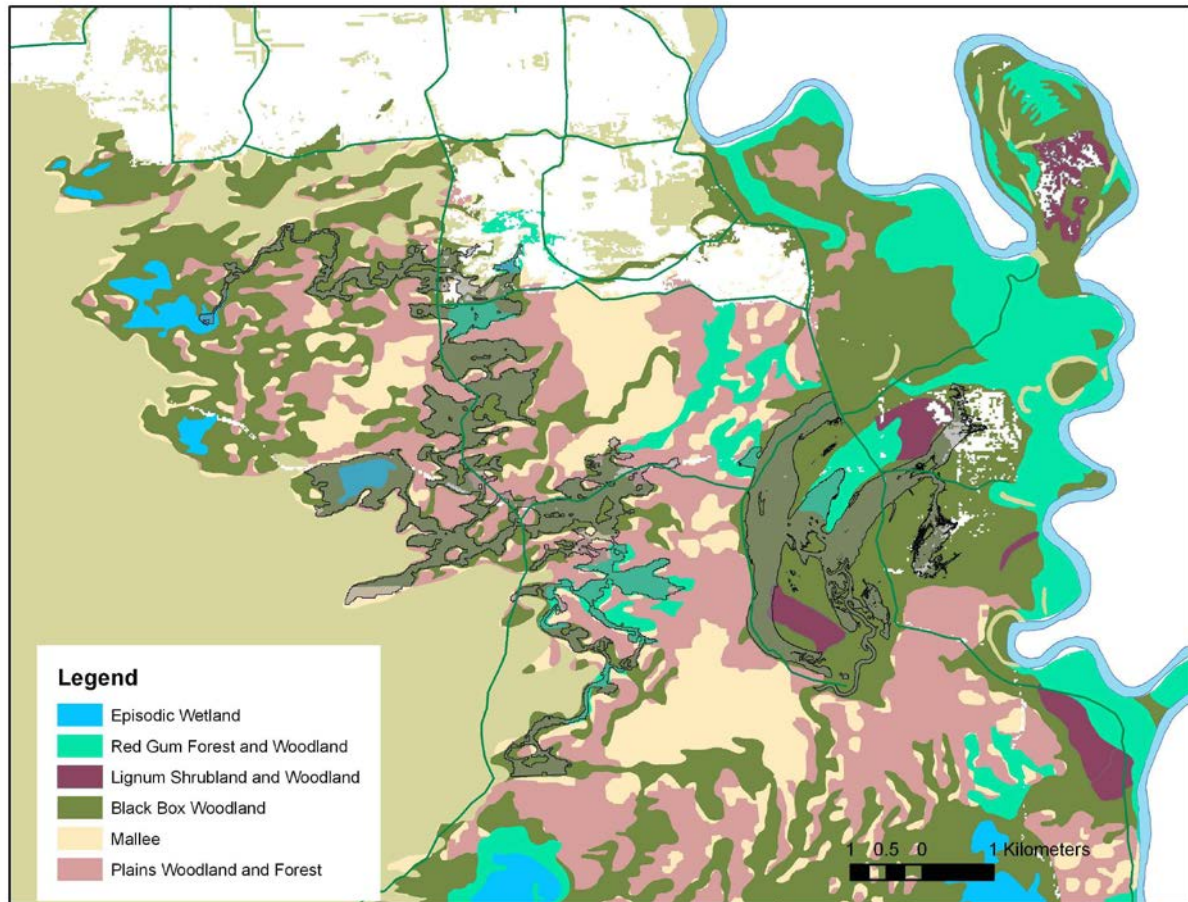 Legend
Episodic Wetland
Red Gum Forest and Woodland
Lignum Shrubland and Woodland
Black Box Woodland
Mallee
Plains Woodland and Forest
1 0.5 0 1 Kilometers